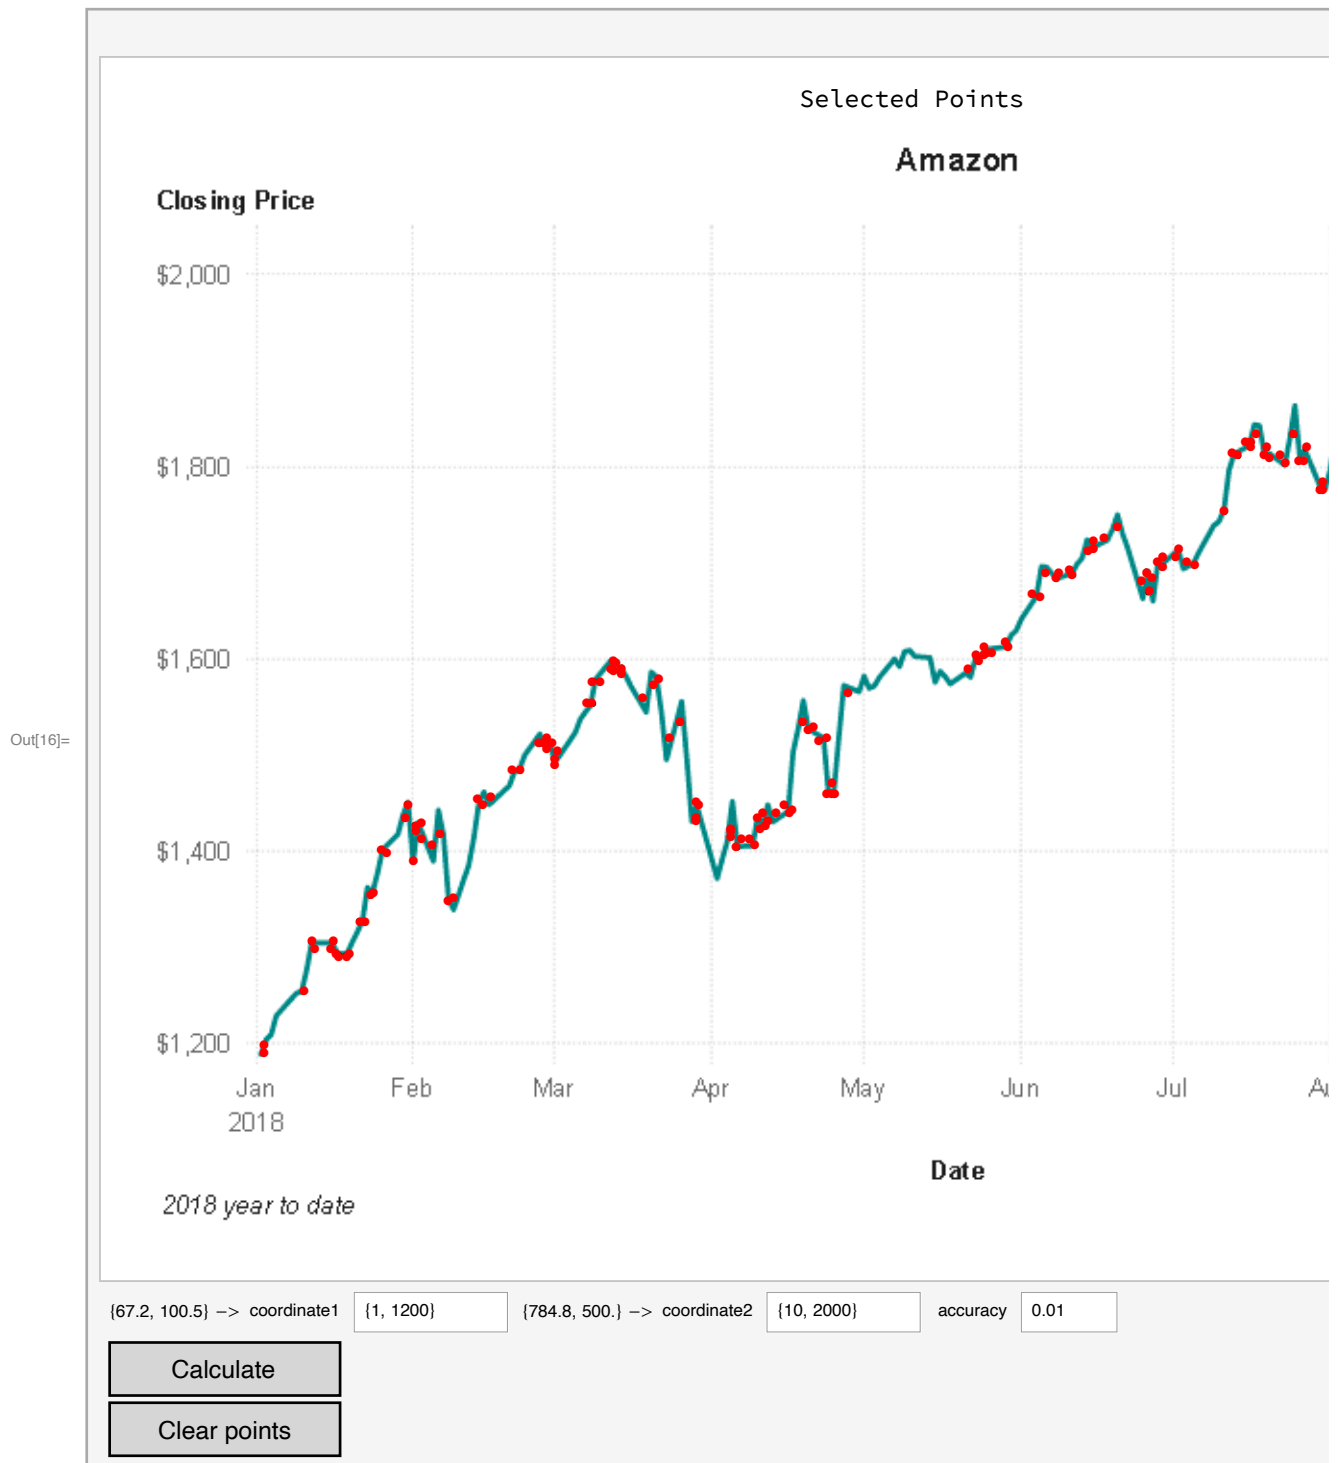 Selected Points
Amazon
Closing Price
$2,000
$1,800
$1,600
Out[16]=
$1,400
$1,200
Jan Feb Mar Apr May Jun Jul
2018
Date
2018 year to date
{67.2, 100.5} -> coordinate1 {1, 1200} {784.8, 500.} -> coordinate2 {10, 2000} accuracy 0.01
Calculate
Clear points